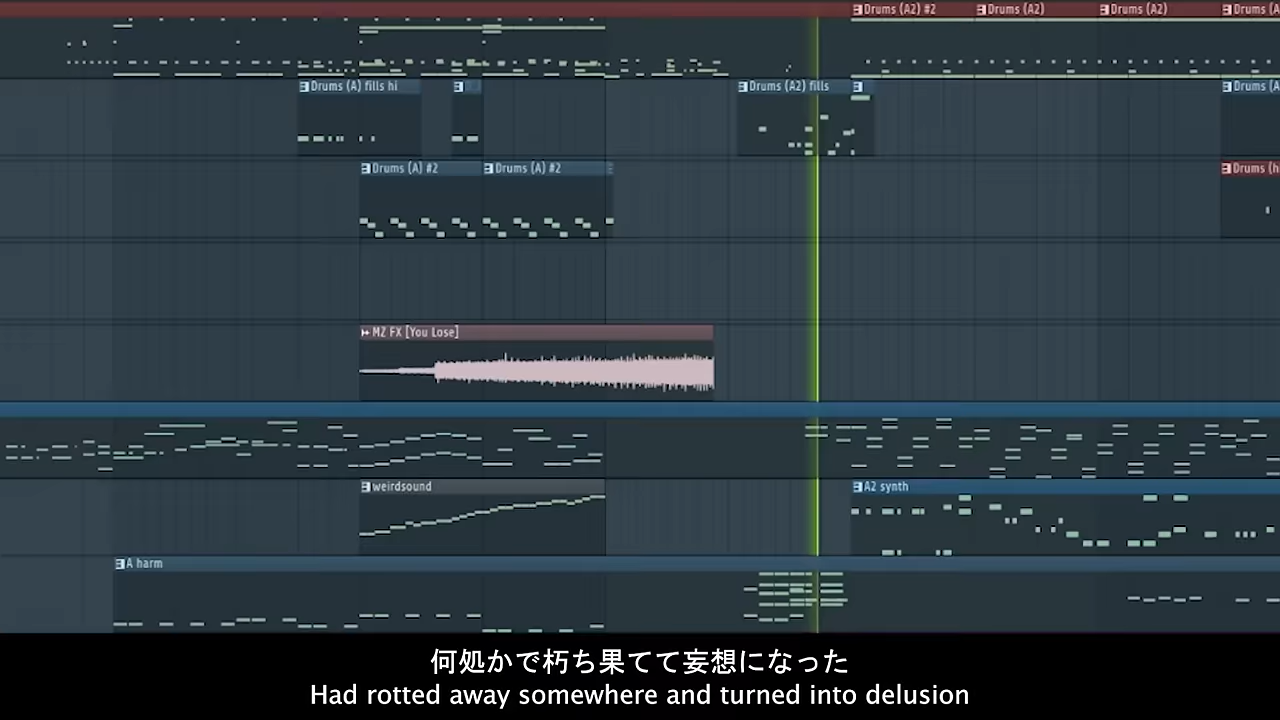 Drums (A2) #2
Drums (A2)
Drums (A2)
Drums (A
Drums (A) fills hi
Drums (A2) fills
Drums (A
Drums (A) #2
Drums (A) #2
Drums (h
MZ FX [You Lose]
weirdsound
A2 synth
A harm
何処かで朽ち果てて妄想になった
Had rotted away somewhere and turned into delusion